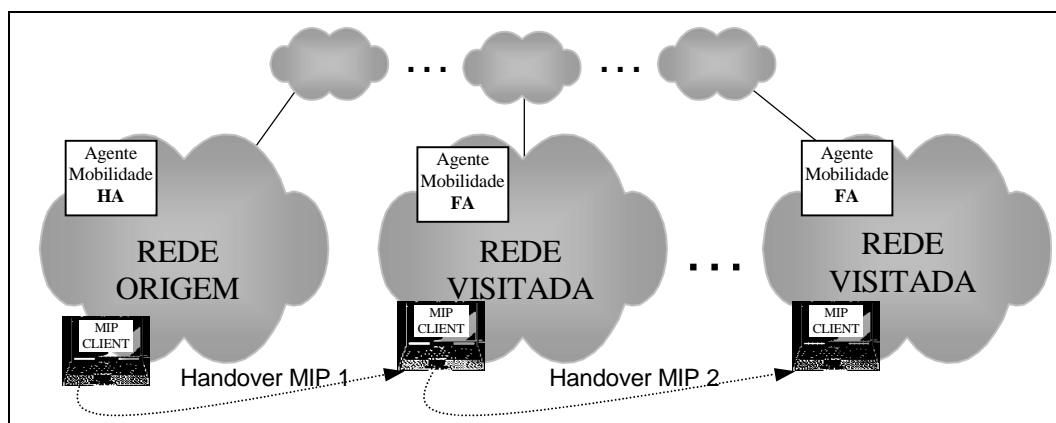 . . .
. . .
Agente
Mobilidade
HA
Agente
Mobilidade
FA
Agente
Mobilidade
FA
REDE
ORIGEM
REDE
VISITADA
. . .
REDE
VISITADA
MIP
CLIENT
MIP
CLIENT
MIP
CLIENT
Handover MIP 1
Handover MIP 2